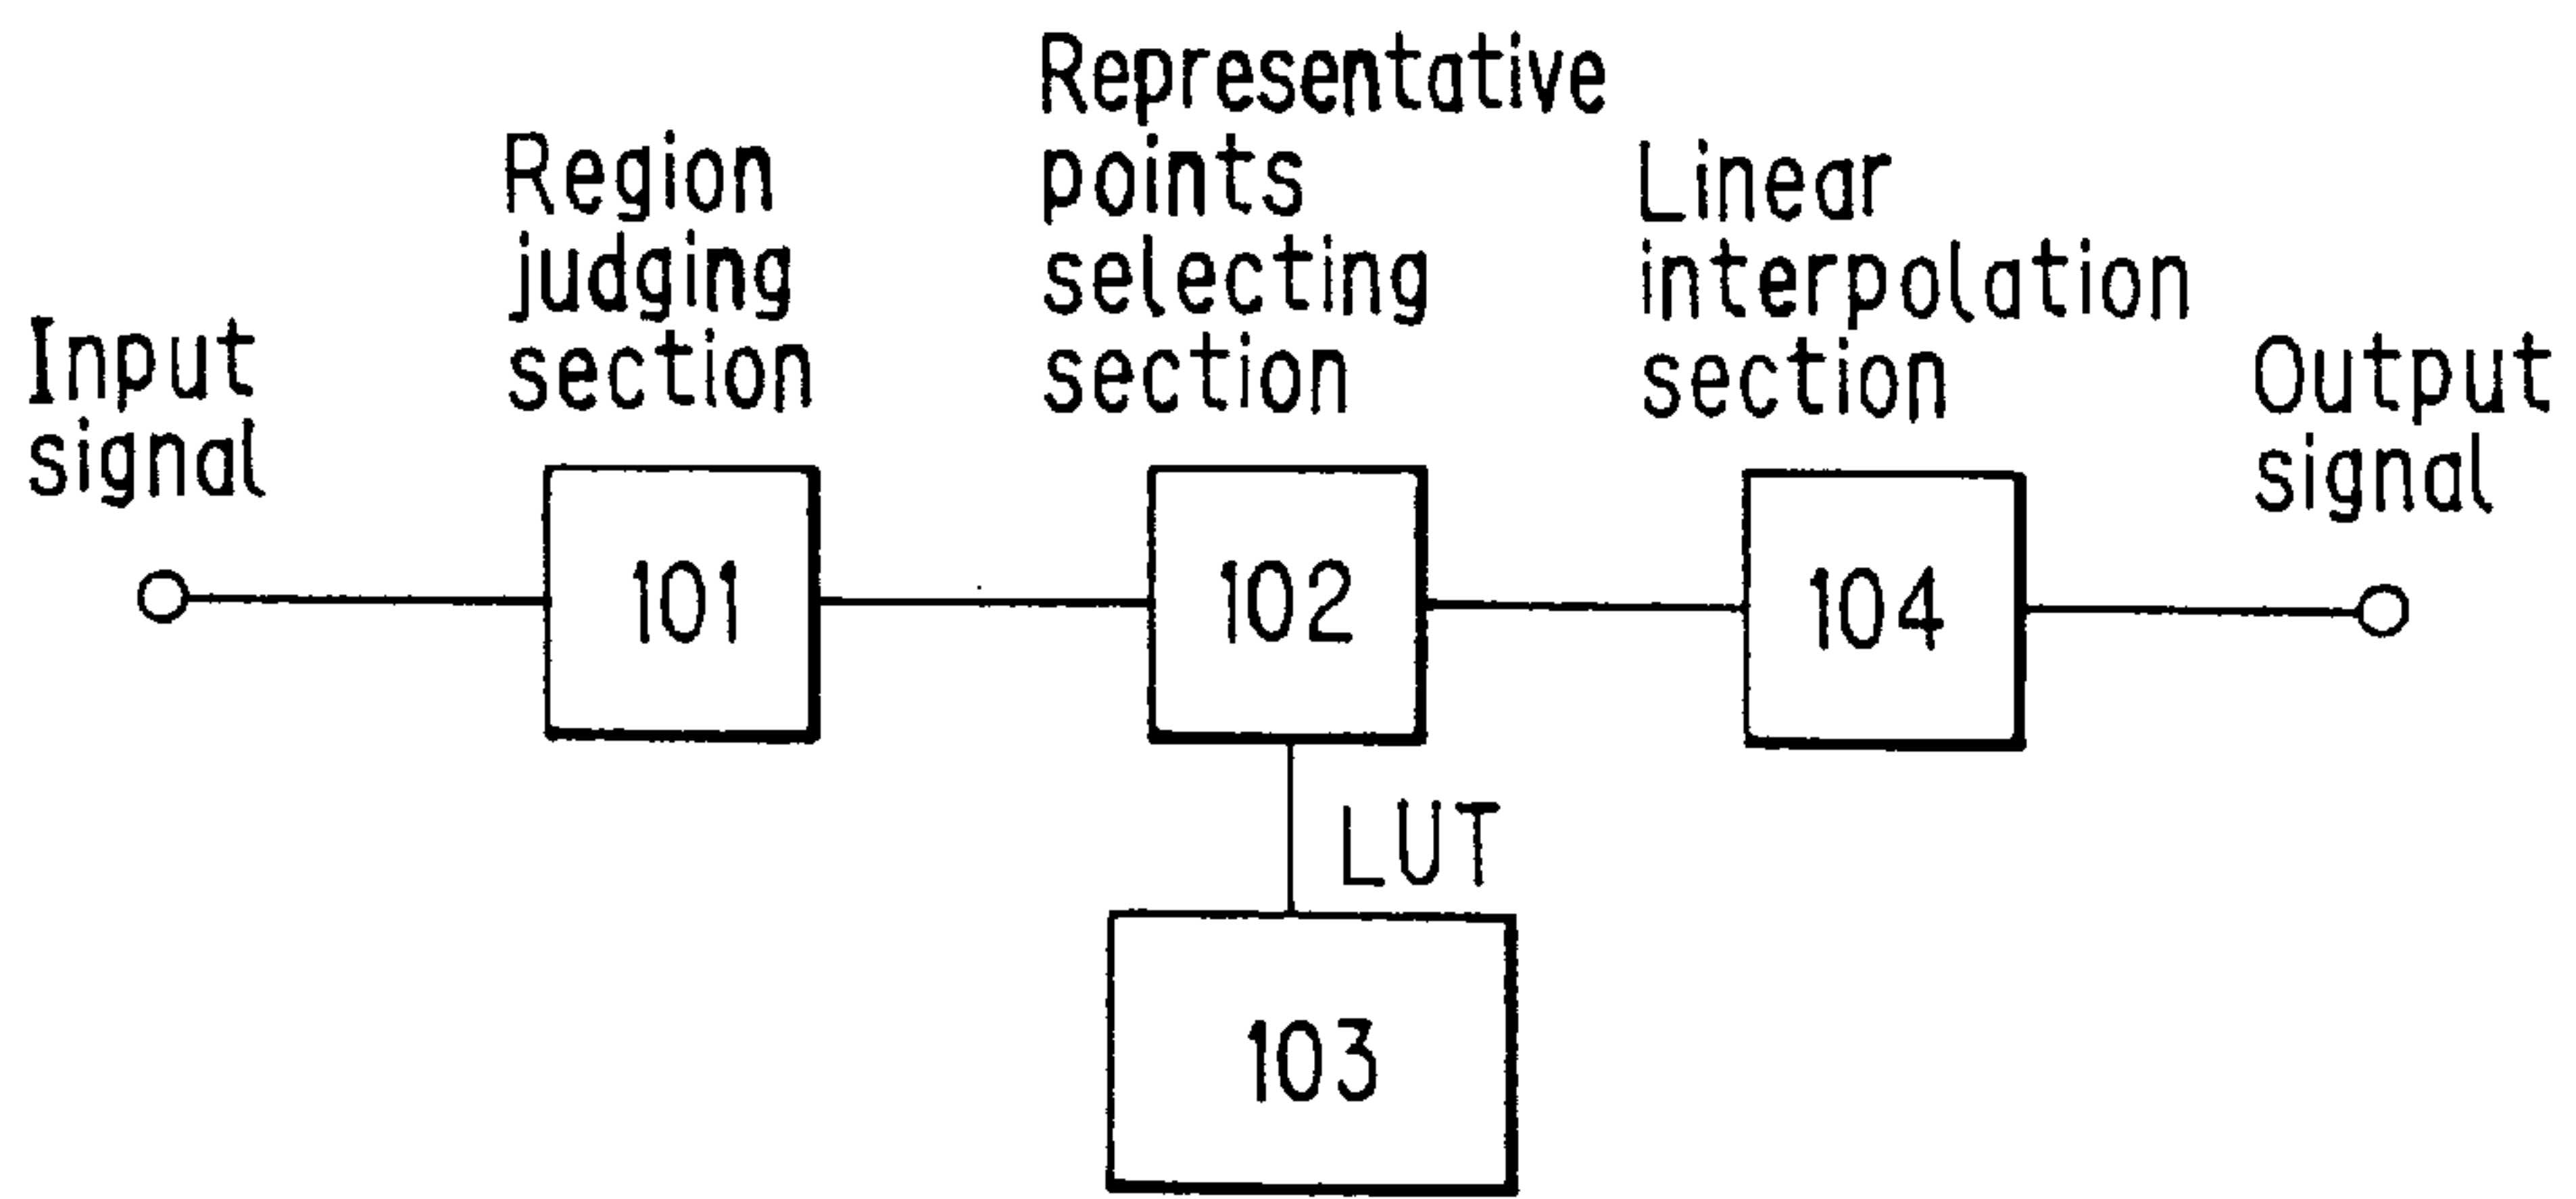 Input
signal
Region
judging
section
Representative
points
selecting
section
Linear
interpolation
section
Output
signal
101
102
104
LUT
103